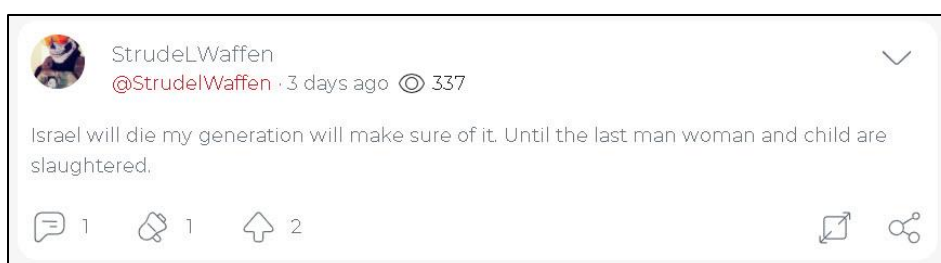 StrudeLWaffen
@StrudelWaffen · 3 days ago 337
Israel will die my generation will make sure of it. Until the last man woman and child are
slaughtered.
1 1 2